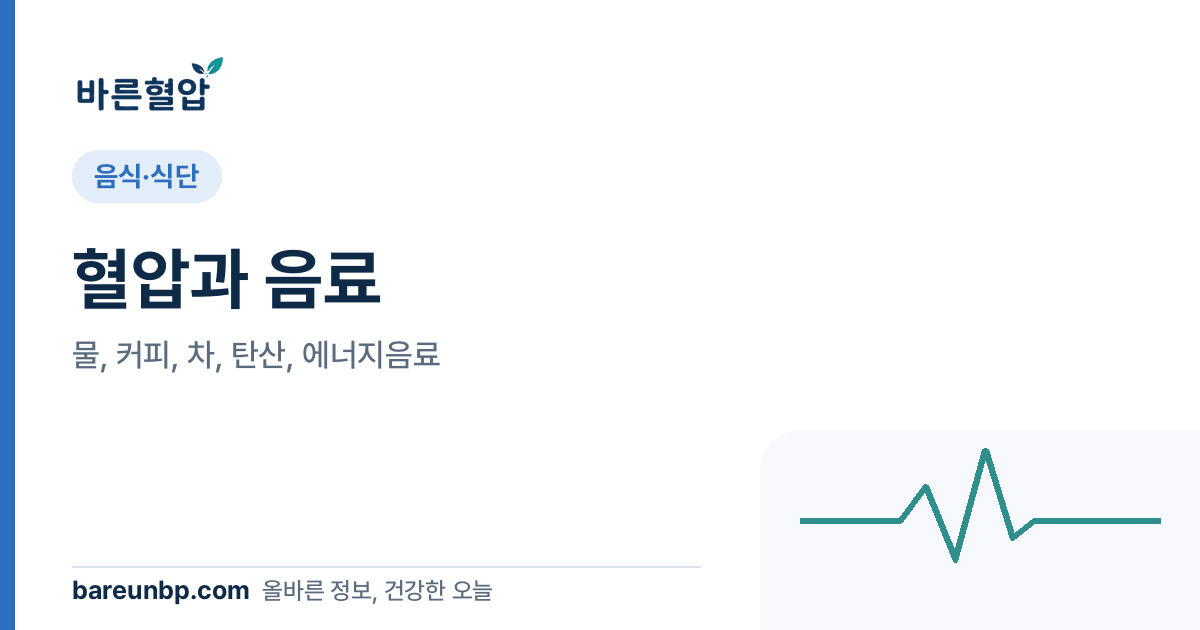 바른혈압
음식·식단
혈압과 음료
물, 커피, 차, 탄산, 에너지음료
bareunbp.com 올바른 정보, 건강한 오늘